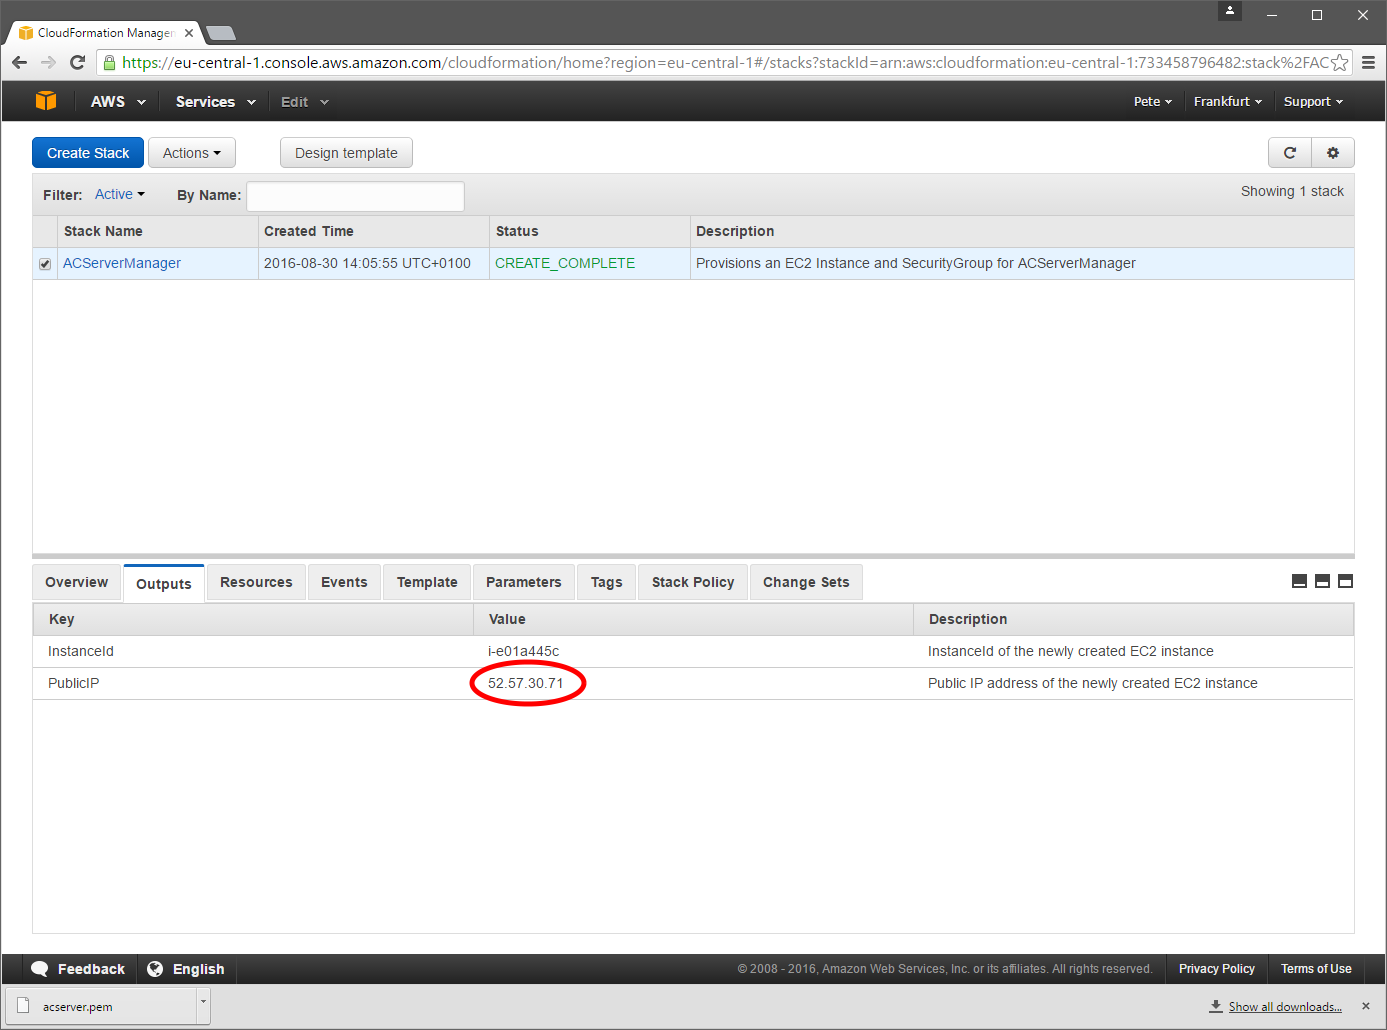 CloudFormation Manage
https://eu-central-1.console.aws.amazon.com/cloudformation/home?region=eu-central-1#/stacks?stackId=arn:aws:cloudformation:eu-central-1:733458796482:stack%2FAC
AWS Services Edit Pete Frankfurt Support
Create Stack Actions Design template
Filter: Active By Name: Showing 1 stack
Stack Name Created Time Status Description
ACServerManager 2016-08-30 14:05:55 UTC+0100 CREATE_COMPLETE Provisions an EC2 Instance and SecurityGroup for ACServerManager
Overview Outputs Resources Events Template Parameters Tags Stack Policy Change Sets
Key Value Description
InstanceId i-e01a445c InstanceId of the newly created EC2 instance
PublicIP 52.57.30.71 Public IP address of the newly created EC2 instance
Feedback English © 2008 - 2016, Amazon Web Services, Inc. or its affiliates. All rights reserved. Privacy Policy Terms of Use
acserver.pem Show all downloads...